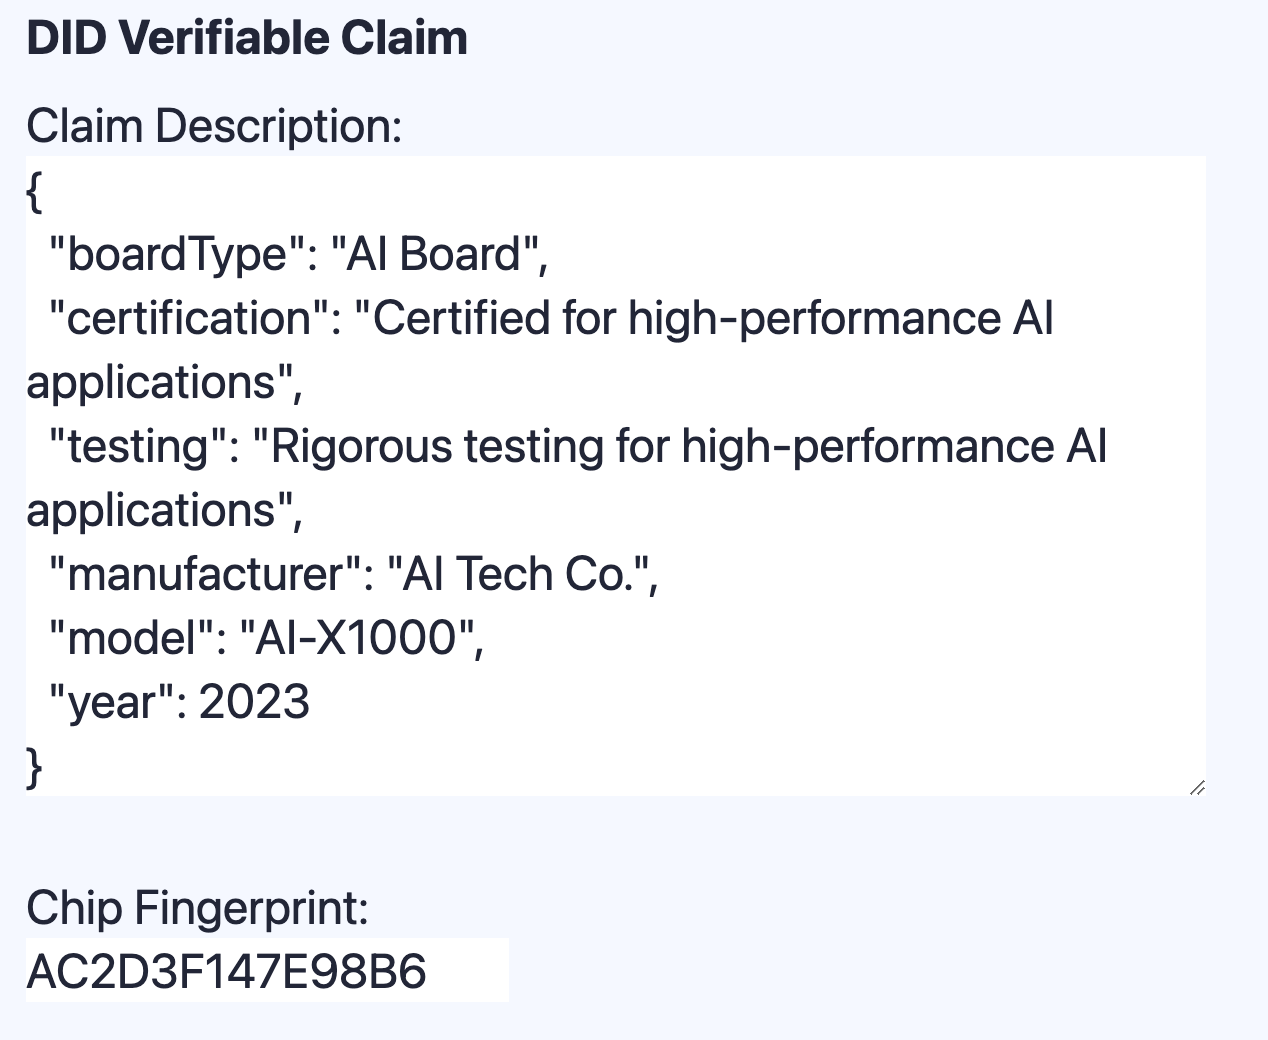 DID Verifiable Claim
Claim Description:
{
  "boardType": "AI Board",
  "certification": "Certified for high-performance AI
applications",
  "testing": "Rigorous testing for high-performance AI
applications",
  "manufacturer": "AI Tech Co.",
  "model": "AI-X1000",
  "year": 2023
}
Chip Fingerprint:
AC2D3F147E98B6